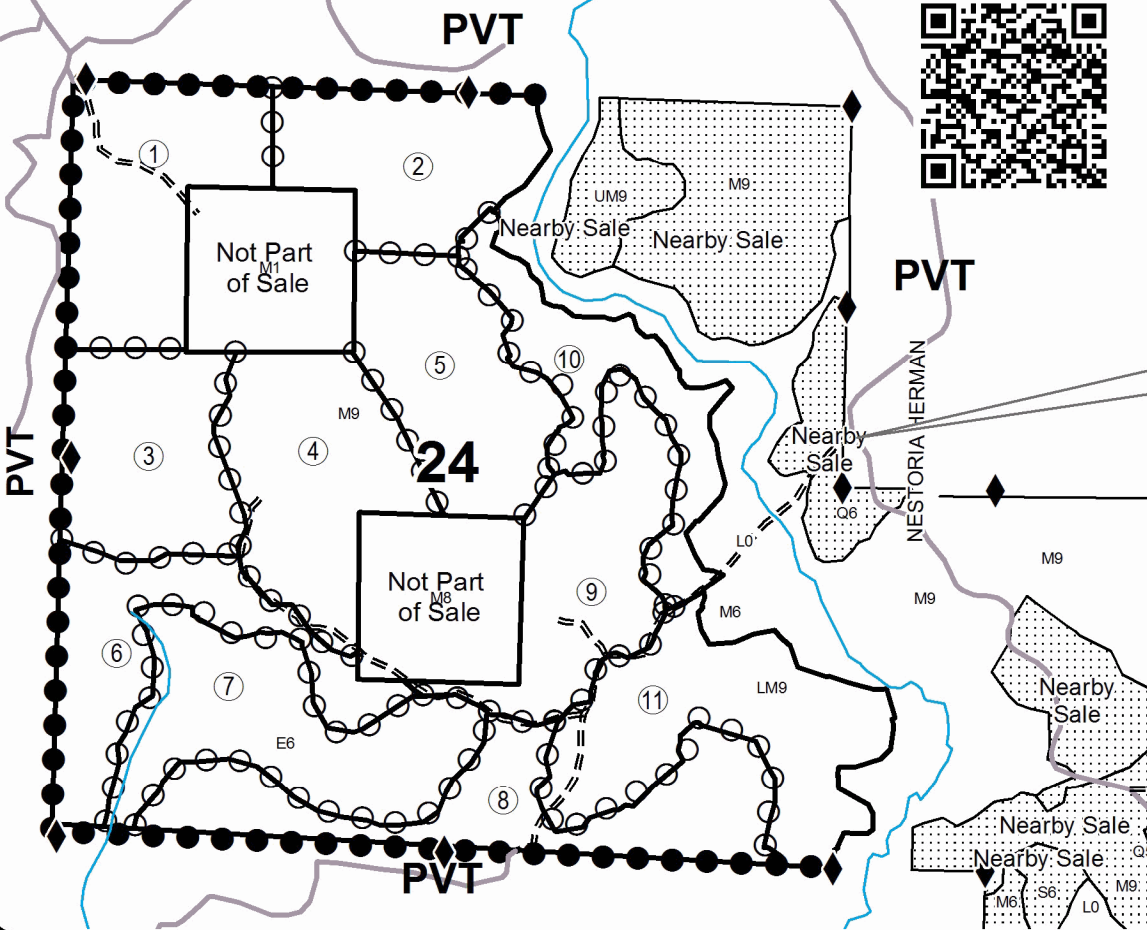 PVT
1
2
UM9
M9
Nearby Sale
Nearby Sale
Not Part
M1
of Sale
PVT
10
5
NESTORIA HERMAN
M9
Nearby
Sale
3
4
24
PVT
Q6
L0
M9
Not Part
M8
of Sale
9
M9
M6
6
7
11
LM9
Nearby
Sale
E6
8
Nearby Sale
Nearby Sale
PVT
M9
S6
M6
L0